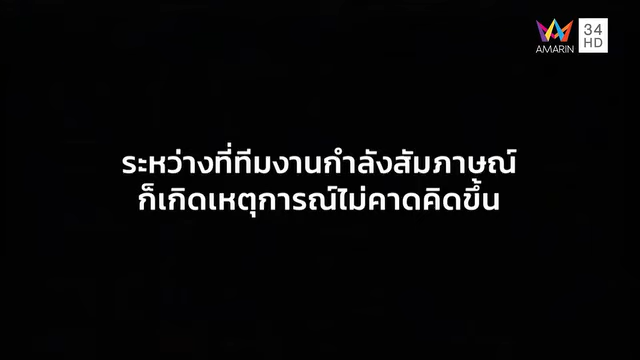 AMARIN
34
HD
ระหว่างที่ทีมงานกำลังสัมภาษณ์
ก็เกิดเหตุการณ์ไม่คาดคิดขึ้น